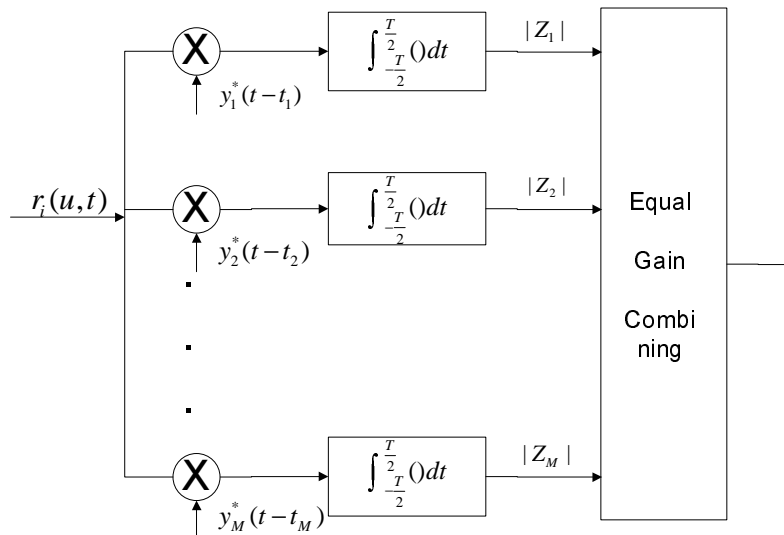 X
∫_{-T/2}^{T/2}()dt
|Z_1|
y_1^*(t-t_1)
r_i(u,t)
X
∫_{-T/2}^{T/2}()dt
|Z_2|
y_2^*(t-t_2)
Equal
Gain
Combi
ning
X
∫_{-T/2}^{T/2}()dt
|Z_M|
y_M^*(t-t_M)